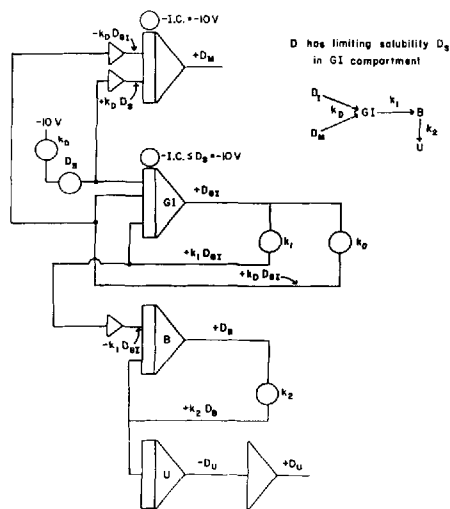 -k_D D_GI
-I.C. = -10V
+D_M
+k_D D_S
D has limiting solubility D_S
in GI compartment
D_I
k_D
GI
k_1
B
D_M
k_2
U
-10V
k_D
D_S
-I.C. ≤ D_S = -10V
GI
+D_GI
k_1
k_D
+k_1 D_GI
+k_D D_GI
-k_1 D_GI
B
+D_B
k_2
+k_2 D_B
U
-D_U
+D_U